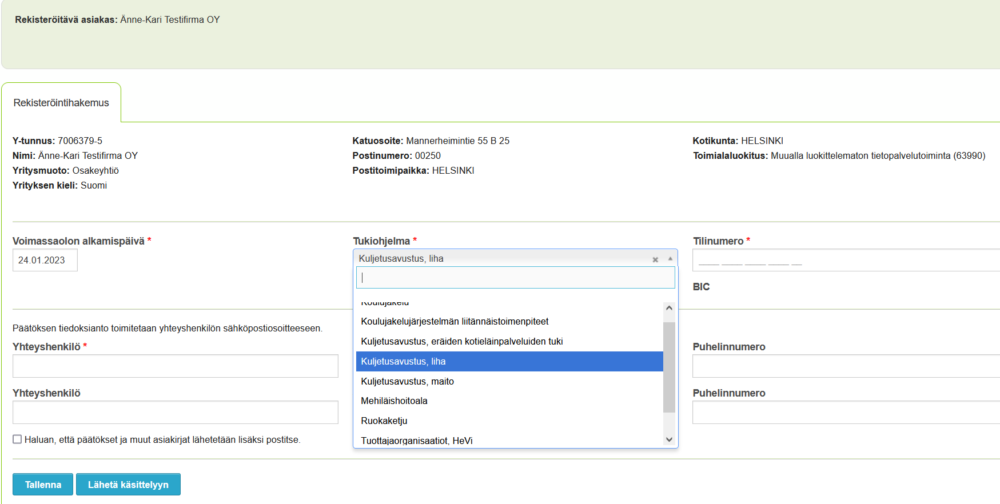 Rekisteröitävä asiakas: Änne-Kari Testifirma OY
Rekisteröintihakemus
Y-tunnus: 7006379-5
Nimi: Änne-Kari Testifirma OY
Yritysmuoto: Osakeyhtiö
Yrityksen kieli: Suomi
Katuosoite: Mannerheimintie 55 B 25
Postinumero: 00250
Postitoimipaikka: HELSINKI
Kotikunta: HELSINKI
Toimialaluokitus: Muualla luokittelematon tietopalvelutoiminta (63990)
Voimassaolon alkamispäivä *
24.01.2023
Tukiohjelma *
Kuljetusavustus, liha
Koulujakelu
Koulujakelujärjestelmän liitännäistoimenpiteet
Kuljetusavustus, eräiden kotieläinpalveluiden tuki
Kuljetusavustus, liha
Kuljetusavustus, maito
Mehiläishoitoala
Ruokaketju
Tuottajaorganisaatiot, HeVi
Tilinumero *
BIC
Päätöksen tiedoksianto toimitetaan yhteyshenkilön sähköpostiosoitteeseen.
Yhteyshenkilö *
Puhelinnumero
Yhteyshenkilö
Puhelinnumero
Haluan, että päätökset ja muut asiakirjat lähetetään lisäksi postitse.
Tallenna
Lähetä käsittelyyn